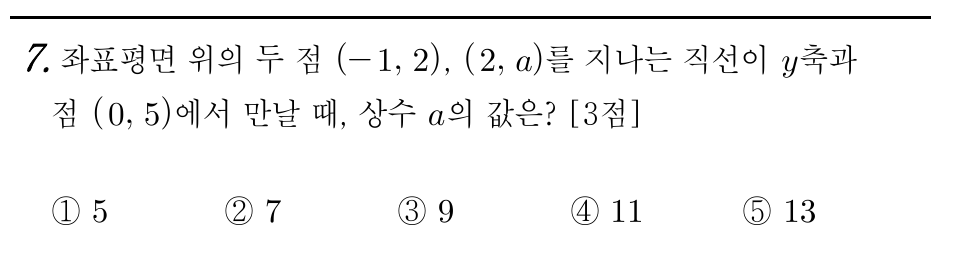 7. 좌표평면 위의 두 점 (−1, 2), (2, a)를 지나는 직선이 y축과
점 (0, 5)에서 만날 때, 상수 a의 값은? [3점]
① 5 ② 7 ③ 9 ④ 11 ⑤ 13